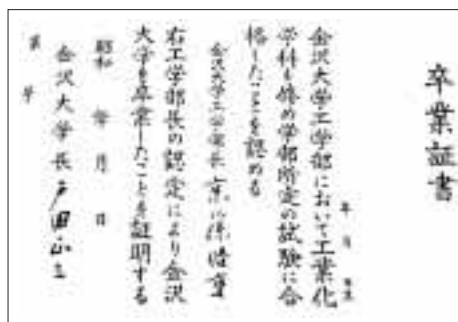 卒業証書
年 月 日生
金沢大学工学部において工業化
学科を修め学部所定の試験に合
格したことを認める
金沢大学工学部長
右工学部長の認定により金沢
大学を卒業したことを証明する
昭和 年 月 日
金沢大学長 戸田正三
第 号